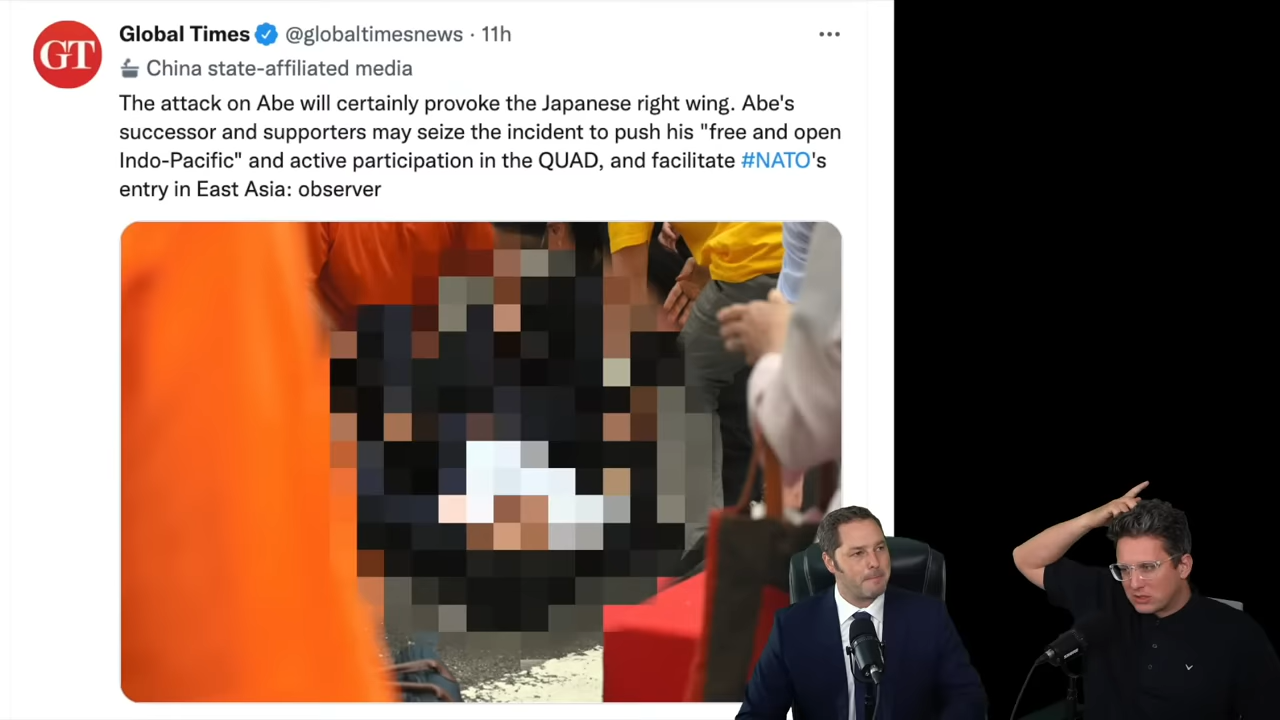 GT
Global Times @globaltimesnews · 11h
China state-affiliated media
The attack on Abe will certainly provoke the Japanese right wing. Abe's
successor and supporters may seize the incident to push his "free and open
Indo-Pacific" and active participation in the QUAD, and facilitate #NATO's
entry in East Asia: observer